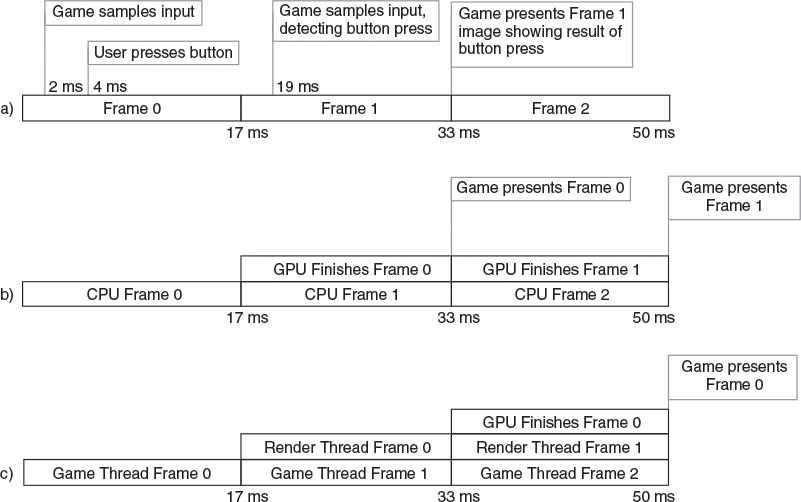 Game samples input
User presses button
Game samples input,
detecting button press
Game presents Frame 1
image showing result of
button press
2 ms
4 ms
19 ms
a)
Frame 0
Frame 1
Frame 2
17 ms
33 ms
50 ms
Game presents Frame 0
Game presents
Frame 1
GPU Finishes Frame 0
GPU Finishes Frame 1
b)
CPU Frame 0
CPU Frame 1
CPU Frame 2
17 ms
33 ms
50 ms
Game presents
Frame 0
GPU Finishes Frame 0
Render Thread Frame 0
Render Thread Frame 1
c)
Game Thread Frame 0
Game Thread Frame 1
Game Thread Frame 2
17 ms
33 ms
50 ms